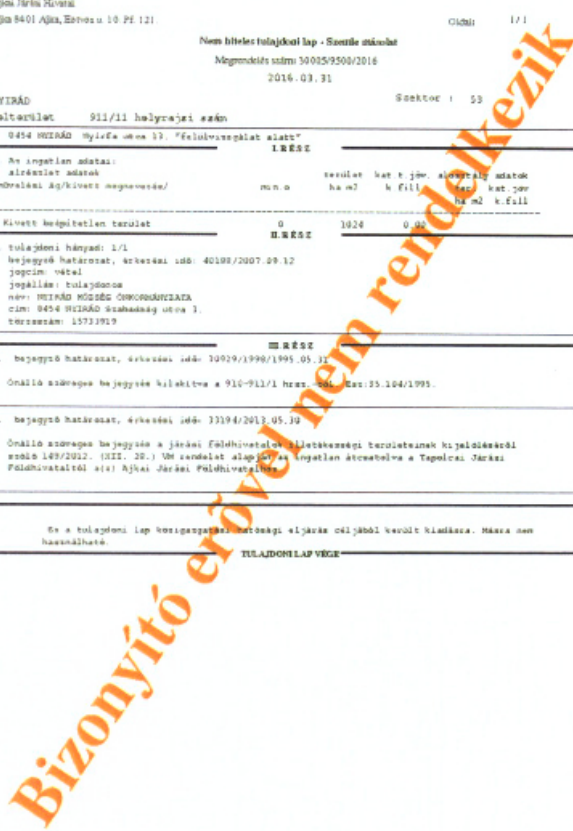 Ajkai Járási Hivatal
8401 Ajka, Pf. 121
Oldal: 1/1
Nem hiteles tulajdoni lap - Szemle másolat
Megrendelés szám: 30005/9500/2016
2016.03.31
NYIRÁD
Szektor : 53
belterület 911/11 helyrajzi szám
8454 NYIRÁD Nyírfa utca 13. "felülvizsgálat alatt"
I.RÉSZ
Az ingatlan adatai:
alrészlet adatok terület kat.t.jöv. alosztály adatok
művelési ág/kivett megnevezés/ min.o ha m2 k.fill. ter. kat.jöv
ha m2 k.fill
Kivett beépítetlen terület 0 1024 0.00
II.RÉSZ
tulajdoni hányad: 1/1
bejegyző határozat, érkezési idő: 40188/2007.09.12
jogcím: vétel
jogállás: tulajdonos
név: NYIRÁD KÖZSÉG ÖNKORMÁNYZATA
cím: 8454 NYIRÁD Szabadság utca 1.
törzsszám: 15733919
III.RÉSZ
bejegyző határozat, érkezési idő: 10929/1998/1995.05.31
Önálló szöveges bejegyzés kialakítva a 910-911/1 hrsz.-ból. Esz:35.104/1995.
bejegyző határozat, érkezési idő: 33194/2013.05.30
Önálló szöveges bejegyzés a járási földhivatalok illetékességi területeinek kijelöléséről
szóló 149/2012. (XII. 28.) VM rendelet alapján az ingatlan átcsatolva a Tapolcai Járási
Földhivataltól a(z) Ajkai Járási Földhivatalhoz.
Ez a tulajdoni lap közigazgatási hatósági eljárás céljából került kiadásra. Másra nem
használható.
TULAJDONI LAP VÉGE
Bizonyító erővel nem rendelkezik